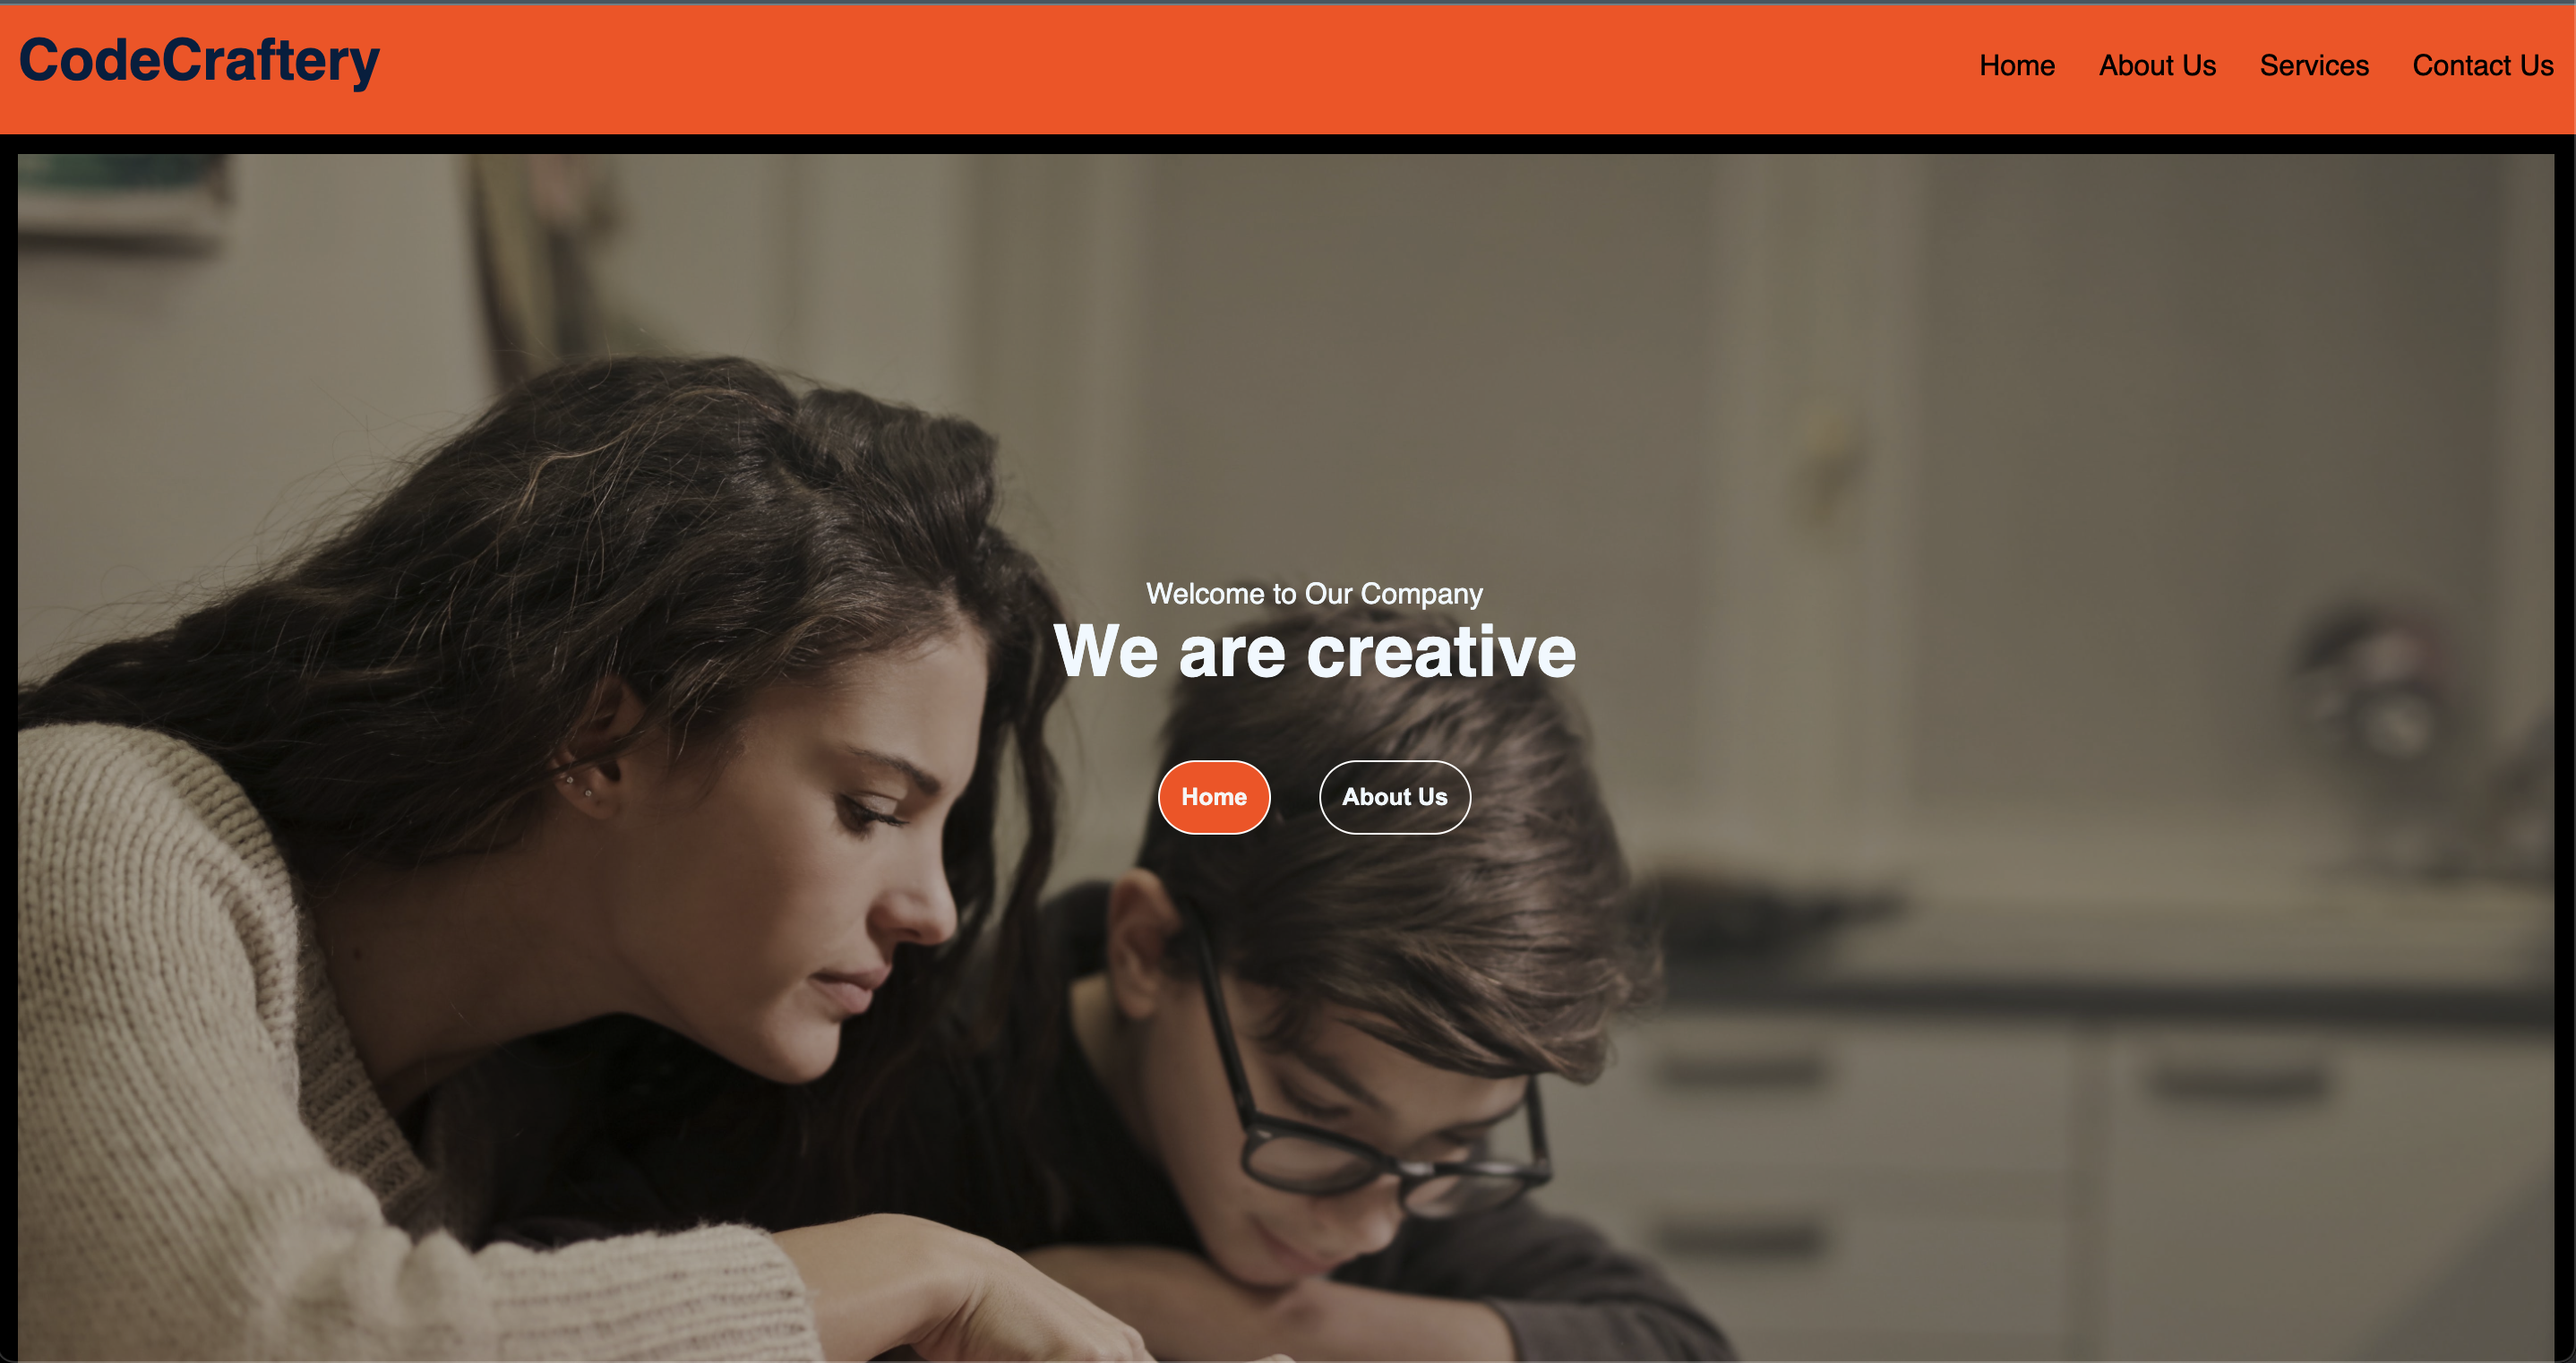 CodeCraftery
Home About Us Services Contact Us
Welcome to Our Company
We are creative
Home About Us